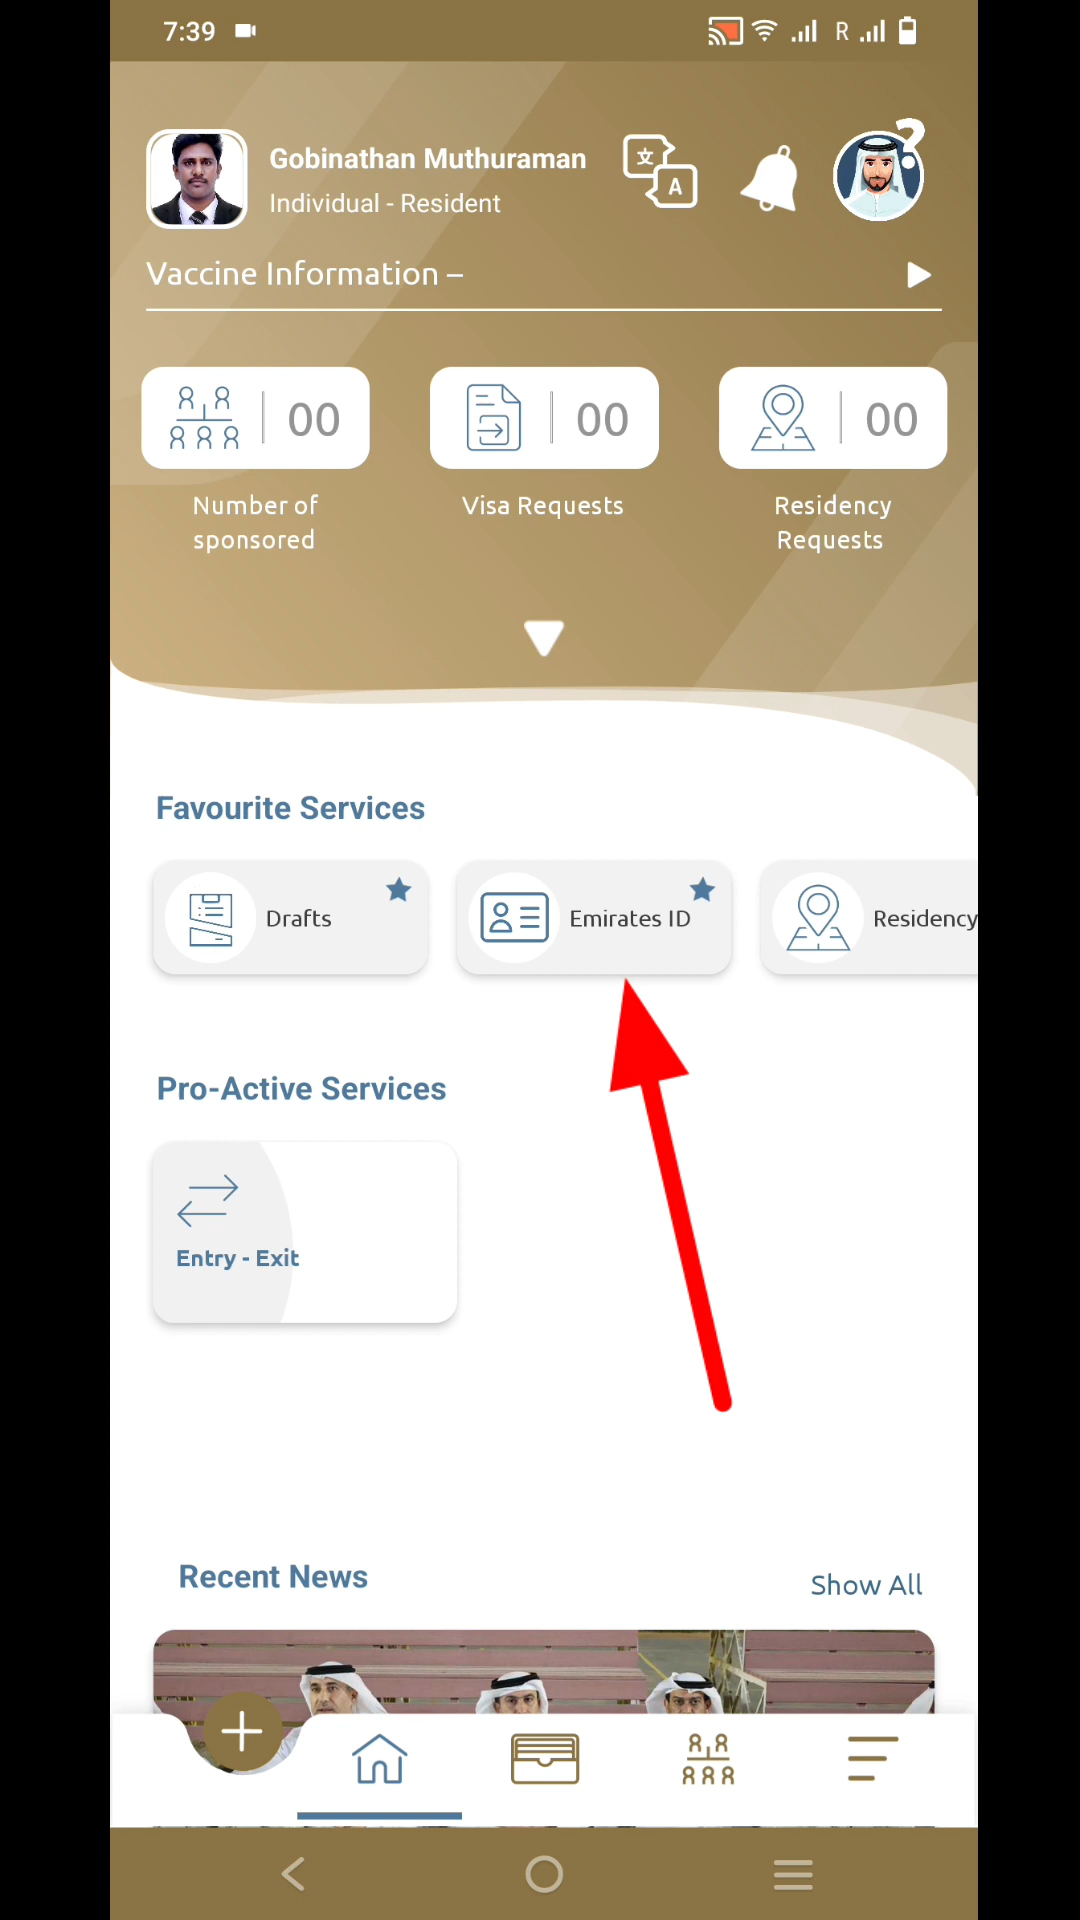 7:39
R
Gobinathan Muthuraman
Individual - Resident
文 A
?
Vaccine Information –
00
00
00
Number of sponsored
Visa Requests
Residency Requests
Favourite Services
Drafts
Emirates ID
Residency
Pro-Active Services
Entry - Exit
Recent News
Show All